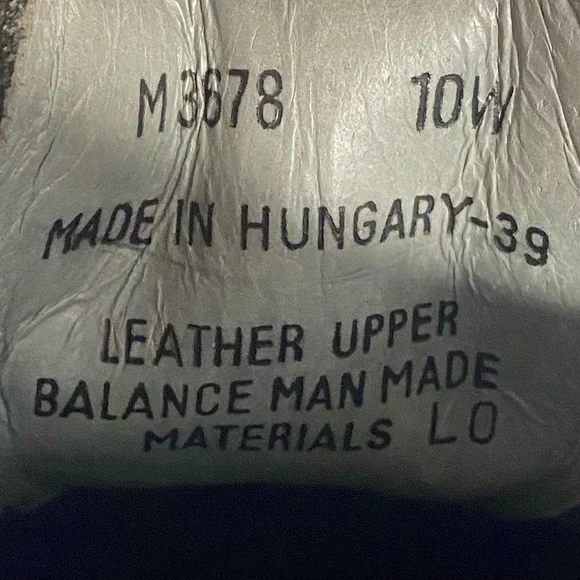 M3678 10W
MADE IN HUNGARY-39
LEATHER UPPER
BALANCE MAN MADE
MATERIALS LO